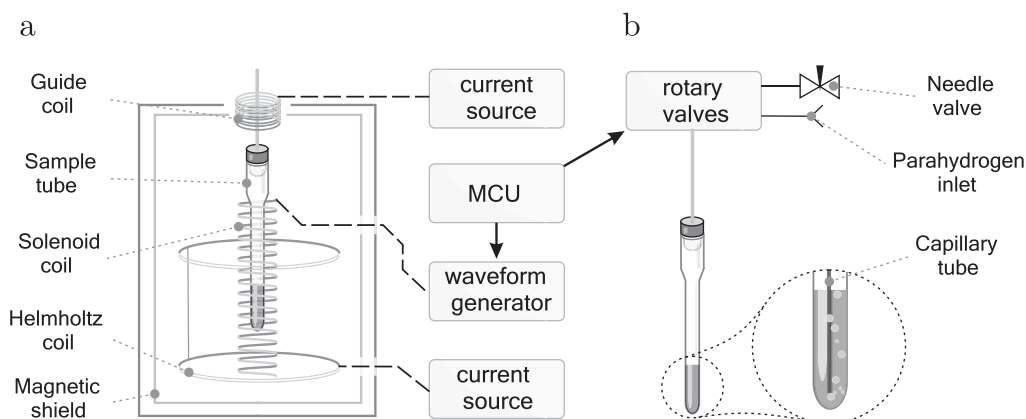 a
Guide
coil
Sample
tube
Solenoid
coil
Helmholtz
coil
Magnetic
shield
current
source
MCU
waveform
generator
current
source
b
rotary
valves
Needle
valve
Parahydrogen
inlet
Capillary
tube